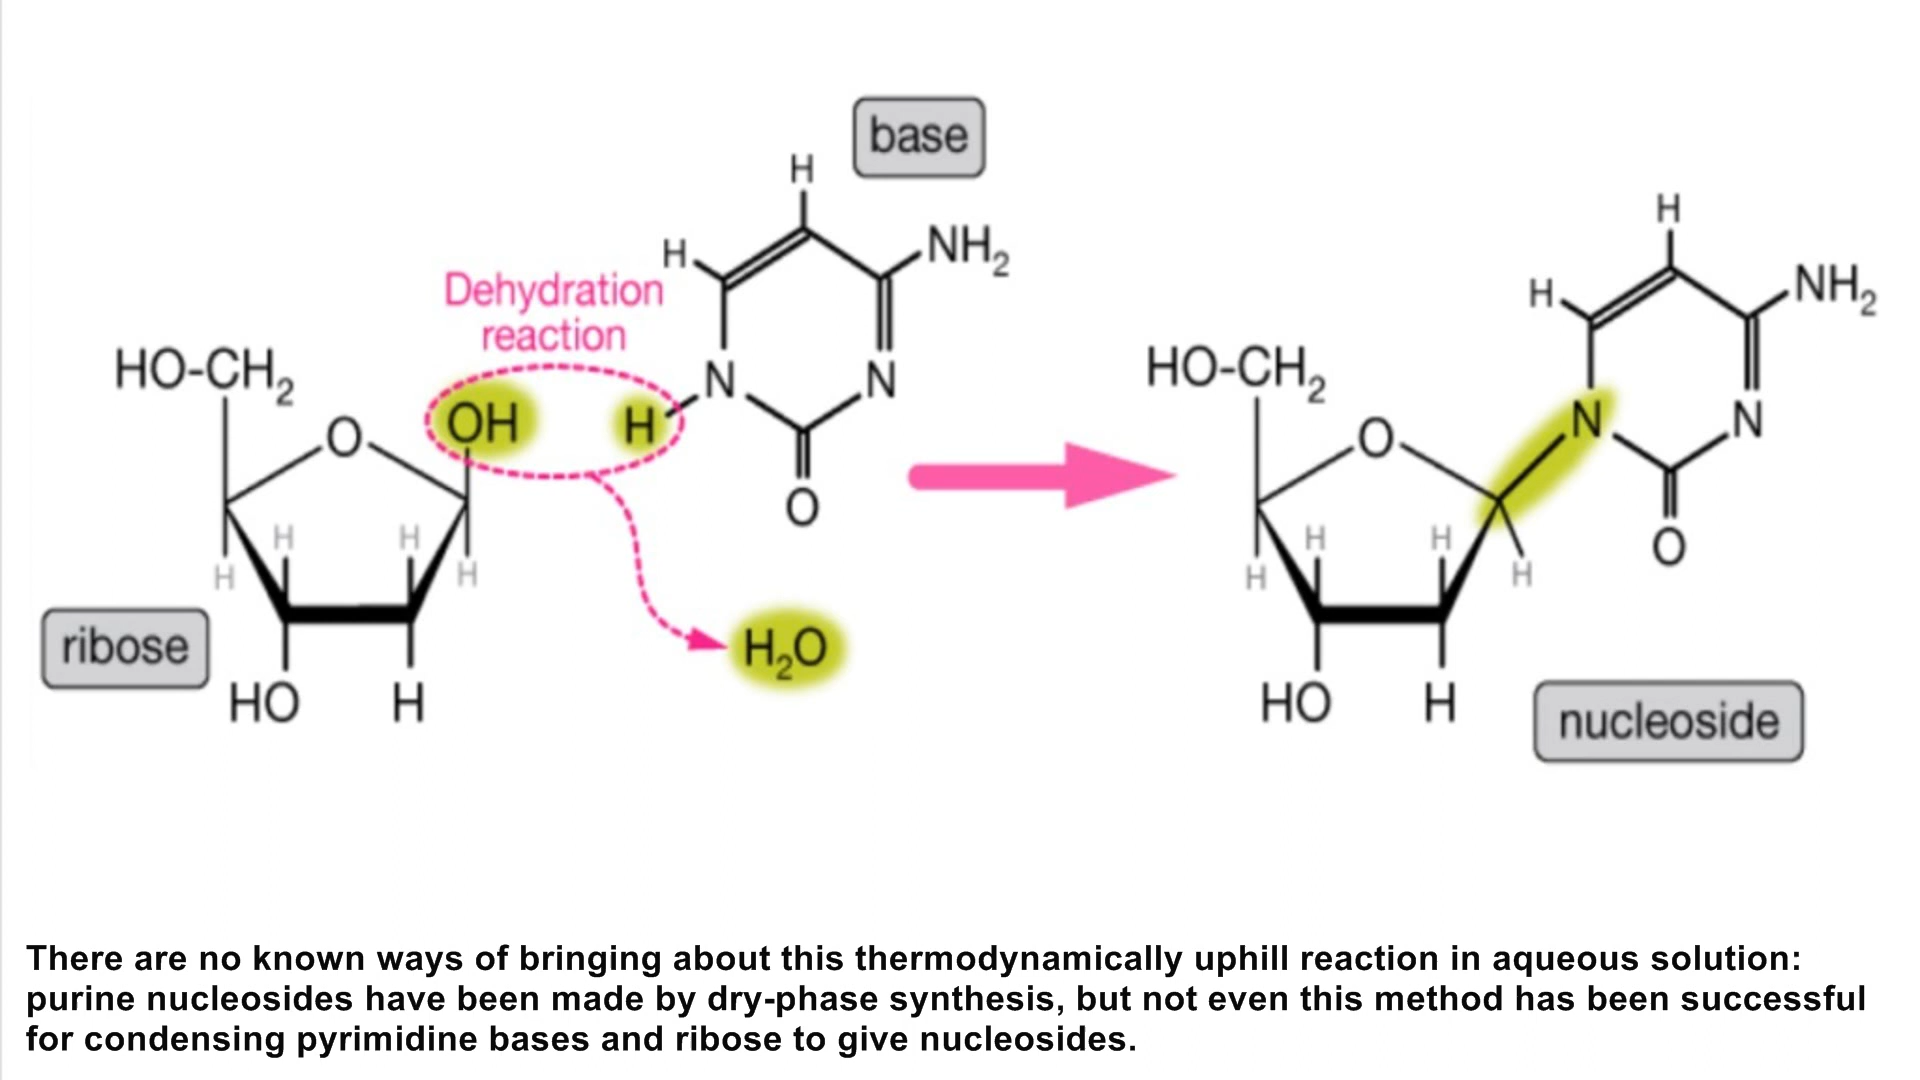 base
H
H
NH2
Dehydration
reaction
HO-CH2
O
OH
H
N
N
O
H
H
H
H
H2O
ribose
HO
H
H
H
NH2
HO-CH2
O
N
N
O
H
H
H
H
HO
H
nucleoside
There are no known ways of bringing about this thermodynamically uphill reaction in aqueous solution:
purine nucleosides have been made by dry-phase synthesis, but not even this method has been successful
for condensing pyrimidine bases and ribose to give nucleosides.